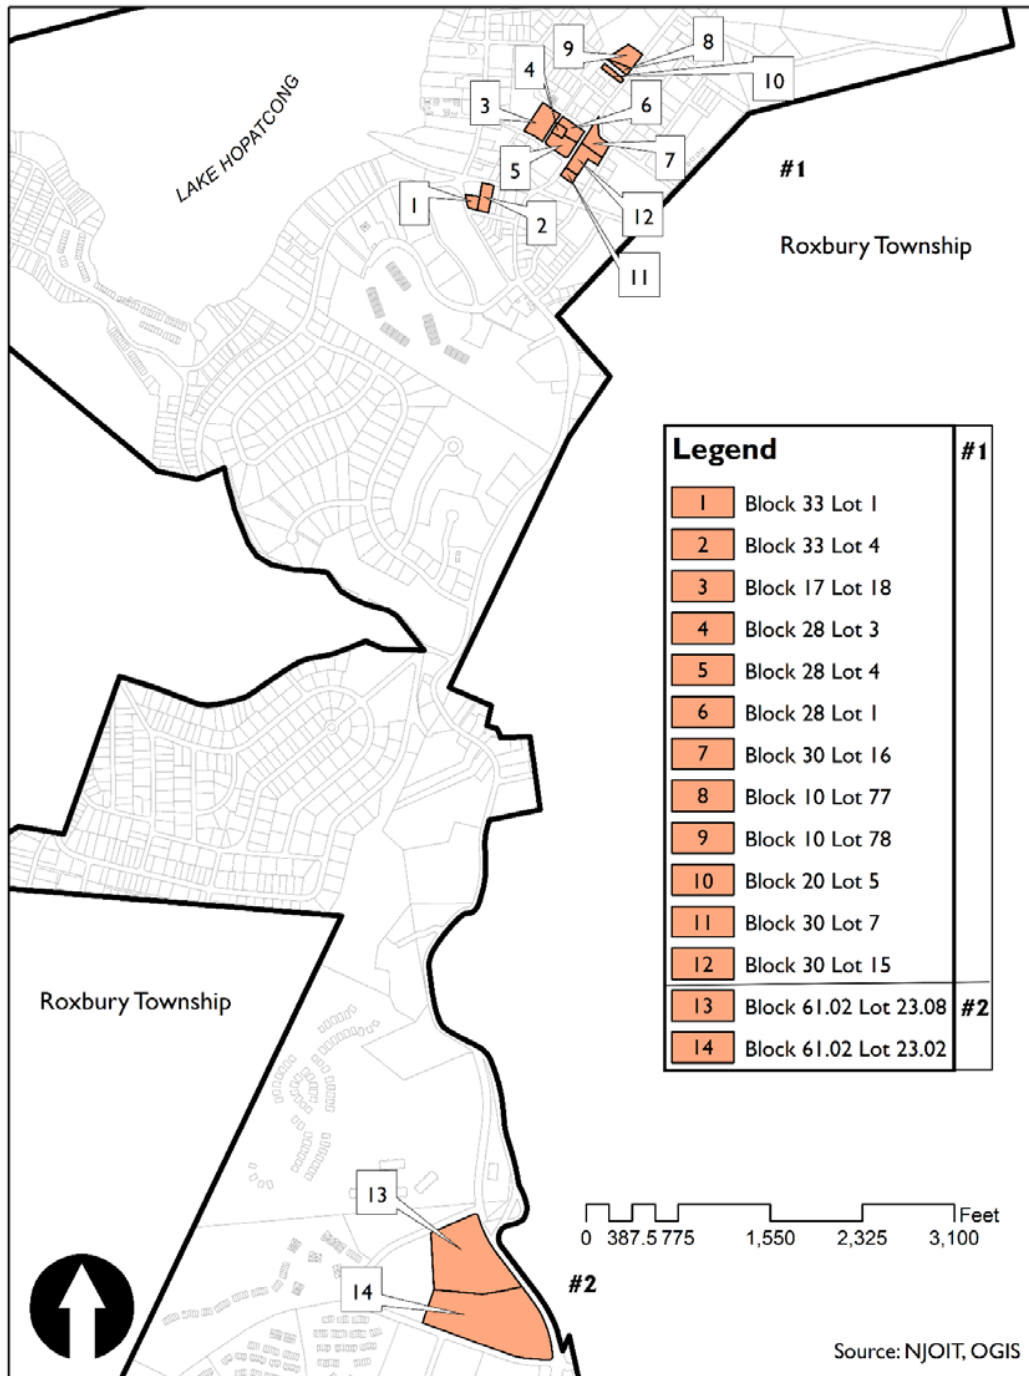 9
8
4
10
3
6
5
7
#1
LAKE HOPATCONG
1
2
12
Roxbury Township
11
Legend #1
1 Block 33 Lot 1
2 Block 33 Lot 4
3 Block 17 Lot 18
4 Block 28 Lot 3
5 Block 28 Lot 4
6 Block 28 Lot 1
7 Block 30 Lot 16
8 Block 10 Lot 77
9 Block 10 Lot 78
10 Block 20 Lot 5
11 Block 30 Lot 7
12 Block 30 Lot 15
13 Block 61.02 Lot 23.08 #2
14 Block 61.02 Lot 23.02
Roxbury Township
13
Feet
0 387.5 775 1,550 2,325 3,100
14
#2
Source: NJOIT, OGIS